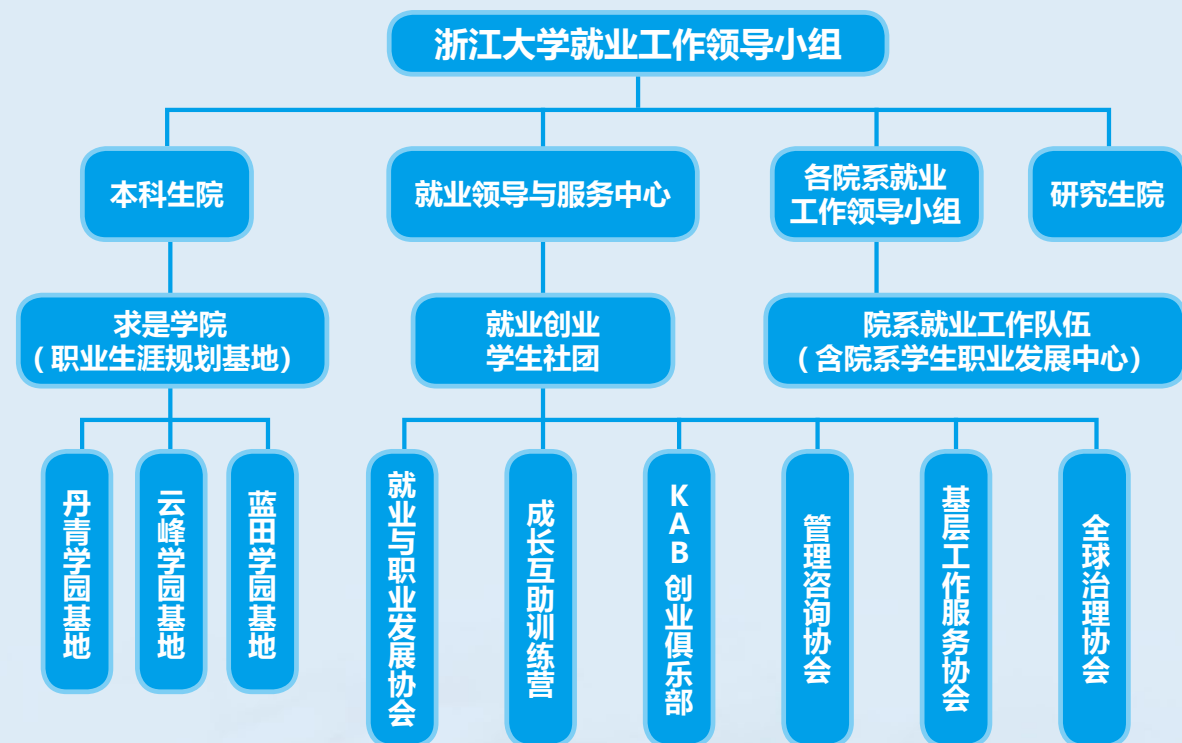 浙江大学就业工作领导小组
本科生院
就业领导与服务中心
各院系就业
工作领导小组
研究生院
求是学院
（职业生涯规划基地）
就业创业
学生社团
院系就业工作队伍
（含院系学生职业发展中心）
丹青学园基地
云峰学园基地
蓝田学园基地
就业与职业发展协会
成长互助训练营
KAB创业俱乐部
管理咨询协会
基层工作服务协会
全球治理协会